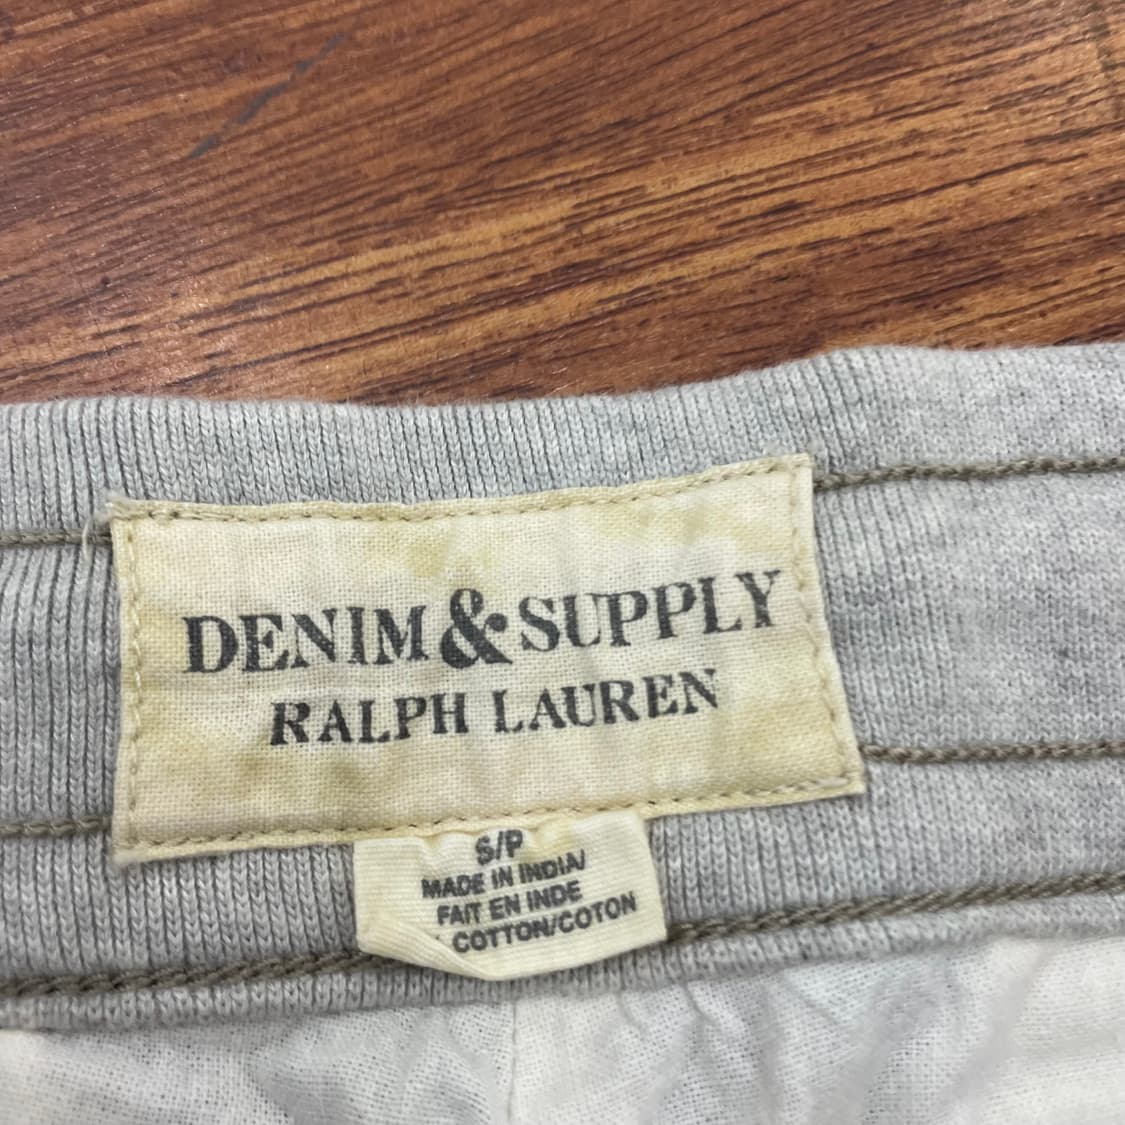 DENIM & SUPPLY
RALPH LAUREN
S/P
MADE IN INDIA/
FAIT EN INDE
COTTON/COTON